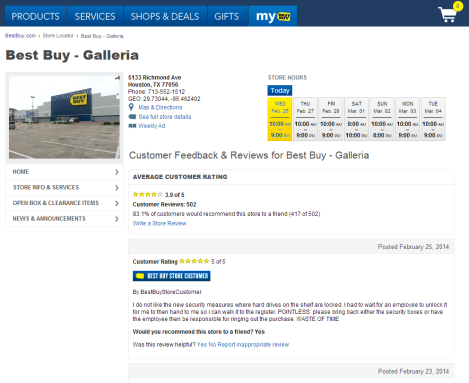 PRODUCTS SERVICES SHOPS & DEALS GIFTS my BEST BUY 0
BestBuy.com › Store Locator › Best Buy - Galleria
Best Buy - Galleria
5133 Richmond Ave
Houston, TX 77056
Phone: 713-552-1512
GEO: 29.73044, -95.462402
Map & Directions
See full store details
Weekly Ad
STORE HOURS
Today
WED THU FRI SAT SUN MON TUE
Feb. 26 Feb. 27 Feb. 28 Mar. 01 Mar. 02 Mar. 03 Mar. 04
10:00 AM 10:00 AM 10:00 AM 10:00 AM 10:00 AM 10:00 AM 10:00 AM
9:00 PM 9:00 PM 9:00 PM 9:00 PM 8:00 PM 9:00 PM 9:00 PM
HOME
STORE INFO & SERVICES
OPEN BOX & CLEARANCE ITEMS
NEWS & ANNOUNCEMENTS
Customer Feedback & Reviews for Best Buy - Galleria
AVERAGE CUSTOMER RATING
3.9 of 5
Customer Reviews: 502
83.1% of customers would recommend this store to a friend (417 of 502)
Write a Store Review
Posted February 25, 2014
Customer Rating 5 of 5
BEST BUY STORE CUSTOMER
By BestBuyStoreCustomer
I do not like the new security measures where hard drives on the shelf are locked. I had to wait for an employee to unlock it
for me to then hand to me so i can walk it to the register. POINTLESS. please bring back either the security boxes or have
the employee then be responsible for ringing out the purchase. WASTE OF TIME
Would you recommend this store to a friend? Yes
Was this review helpful? Yes No Report inappropriate review
Posted February 23, 2014